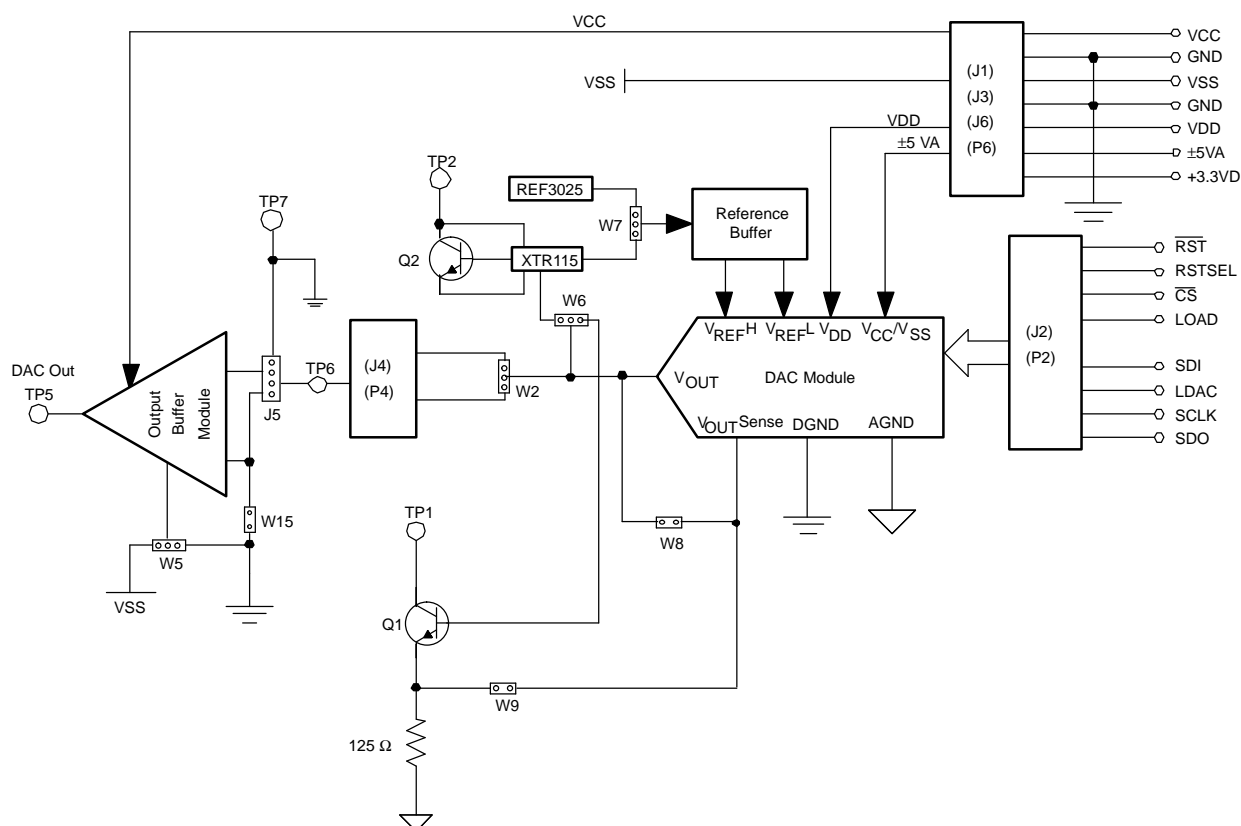 VCC
VCC
GND
VSS
(J1)
VSS
(J3)
GND
VDD
(J6)
VDD
±5 VA
(P6)
±5VA
+3.3VD
TP2
REF3025
TP7
W7
Reference
Buffer
Q2
XTR115
W6
RST
RSTSEL
CS
LOAD
(J2)
(P2)
SDI
LDAC
SCLK
SDO
VREFH
VREFL
VDD
VCC/VSS
VOUT
DAC Module
VOUTSense
DGND
AGND
(J4)
(P4)
TP6
W2
DAC Out
TP5
Output
Buffer
Module
J5
W15
W5
VSS
W8
TP1
Q1
W9
125 Ω